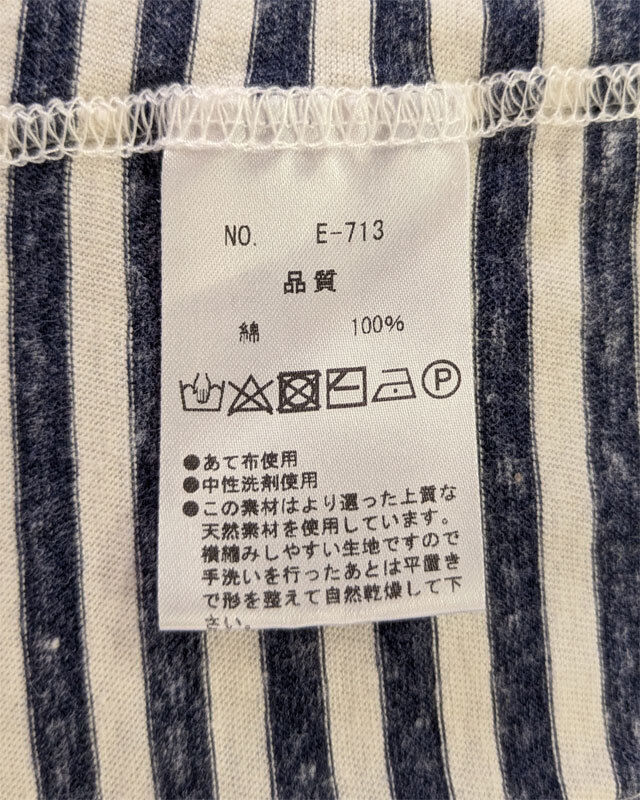 NO. E-713
品質
綿 100%
P
●あて布使用
●中性洗剤使用
●この素材はより選った上質な
天然素材を使用しています。
横縮みしやすい生地ですので
手洗いを行ったあとは平置き
で形を整えて自然乾燥して下
さい。